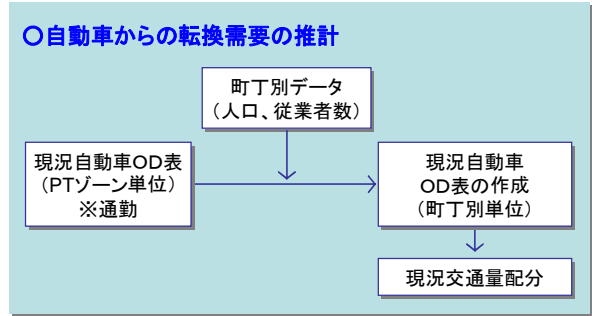 〇自動車からの転換需要の推計
町丁別データ
（人口、従業者数）
現況自動車ＯＤ表
（PTゾーン単位）
※通勤
現況自動車
ＯＤ表の作成
（町丁別単位）
現況交通量配分